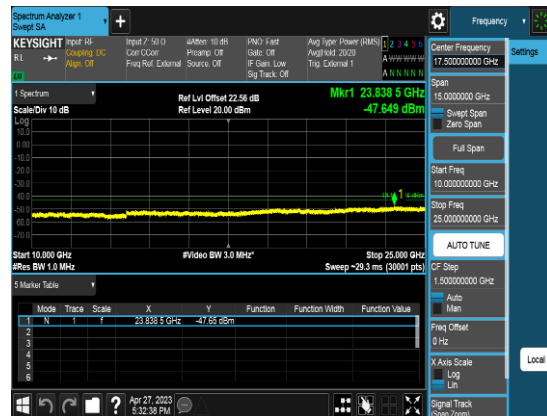 Spectrum Analyzer 1
Swept SA
+
Frequency
KEYSIGHT Input: RF
Coupling: DC
Align: Off
Input Z: 50 Ω
Corr CCorr
Freq Ref: External
#Atten: 10 dB
Preamp: Off
Source: Off
PNO: Fast
Gate: Off
IF Gain: Low
Sig Track: Off
Avg Type: Power (RMS)
Avg|Hold: 20/20
Trig: External 1
1 2 3 4 5 6
A W W W W W
A N N N N N
R L
LXI
1 Spectrum
Scale/Div 10 dB
Ref Lvl Offset 22.56 dB
Ref Level 20.00 dBm
Mkr1 23.838 5 GHz
-47.649 dBm
Log
10.0
0.00
-10.0
-20.0
-30.0
-40.0
-50.0
-60.0
-70.0
1
Start 10.000 GHz
#Res BW 1.0 MHz
#Video BW 3.0 MHz*
Stop 25.000 GHz
Sweep ~29.3 ms (30001 pts)
5 Marker Table
Mode Trace Scale X Y Function Function Width Function Value
1 N 1 f 23.838 5 GHz -47.65 dBm
2
3
4
5
6
Apr 27, 2023
5:32:38 PM
Center Frequency
17.500000000 GHz
Settings
Span
15.0000000 GHz
Swept Span
Zero Span
Full Span
Start Freq
10.000000000 GHz
Stop Freq
25.000000000 GHz
AUTO TUNE
CF Step
1.500000000 GHz
Auto
Man
Freq Offset
0 Hz
X Axis Scale
Log
Lin
Local
Signal Track
(Span Zoom)